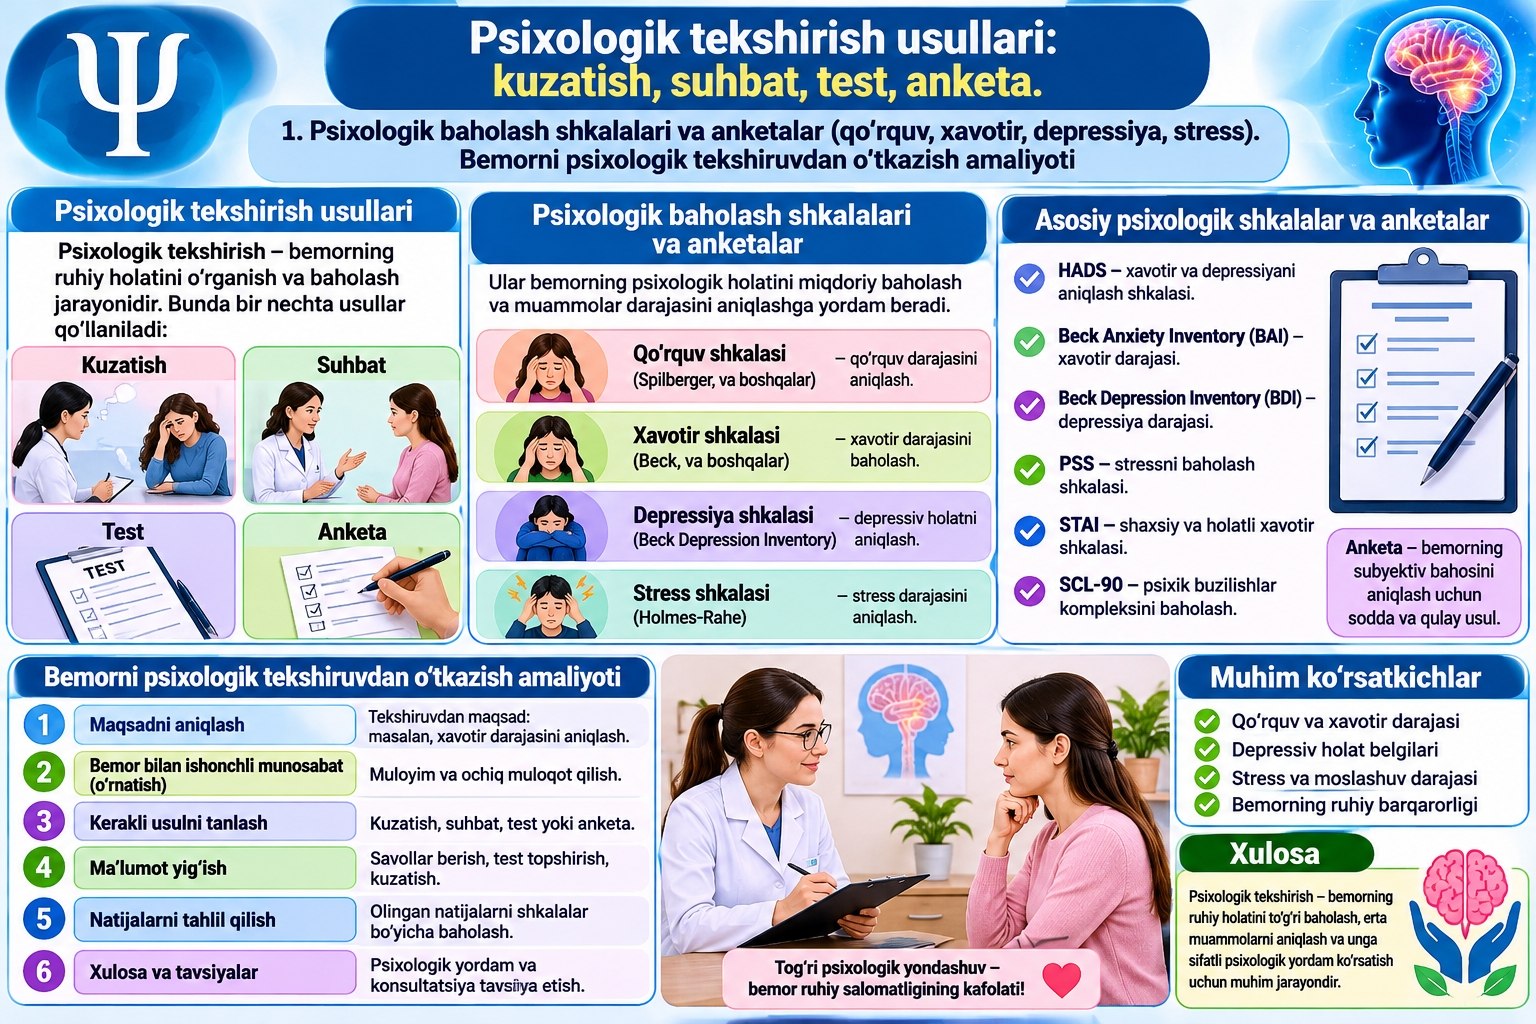 Ψ
Psixologik tekshirish usullari:
kuzatish, suhbat, test, anketa.
1. Psixologik baholash shkalalari va anketalar (qo‘rquv, xavotir, depressiya, stress).
Bemorni psixologik tekshiruvdan o‘tkazish amaliyoti
Psixologik tekshirish usullari
Psixologik tekshirish – bemorning
ruhiy holatini o‘rganish va baholash
jarayonidir. Bunda bir nechta usullar
qo‘llaniladi:
Kuzatish
Suhbat
Test
TEST
Anketa
Psixologik baholash shkalalari
va anketalar
Ular bemorning psixologik holatini miqdoriy baholash
va muammolar darajasini aniqlashga yordam beradi.
Qo‘rquv shkalasi
(Spilberger, va boshqalar)
– qo‘rquv darajasini
aniqlash.
Xavotir shkalasi
(Beck, va boshqalar)
– xavotir darajasini
baholash.
Depressiya shkalasi
(Beck Depression Inventory)
– depressiv holatni
aniqlash.
Stress shkalasi
(Holmes-Rahe)
– stress darajasini
aniqlash.
Asosiy psixologik shkalalar va anketalar
HADS – xavotir va depressiyani
aniqlash shkalasi.
Beck Anxiety Inventory (BAI) –
xavotir darajasi.
Beck Depression Inventory (BDI) –
depressiya darajasi.
PSS – stressni baholash
shkalasi.
STAI – shaxsiy va holatli xavotir
shkalasi.
SCL-90 – psixik buzilishlar
kompleksini baholash.
Anketa – bemorning
subyektiv bahosini
aniqlash uchun
sodda va qulay usul.
Bemorni psixologik tekshiruvdan o‘tkazish amaliyoti
1
Maqsadni aniqlash
Tekshiruvdan maqsad:
masalan, xavotir darajasini aniqlash.
2
Bemor bilan ishonchli munosabat
(o‘rnatish)
Muloyim va ochiq muloqot qilish.
3
Kerakli usulni tanlash
Kuzatish, suhbat, test yoki anketa.
4
Ma’lumot yig‘ish
Savollar berish, test topshirish,
kuzatish.
5
Natijalarni tahlil qilish
Olingan natijalarni shkalalar
bo‘yicha baholash.
6
Xulosa va tavsiyalar
Psixologik yordam va
konsultatsiya tavsiya etish.
Tog‘ri psixologik yondashuv –
bemor ruhiy salomatligining kafolati!
Muhim ko‘rsatkichlar
Qo‘rquv va xavotir darajasi
Depressiv holat belgilari
Stress va moslashuv darajasi
Bemorning ruhiy barqarorligi
Xulosa
Psixologik tekshirish – bemorning
ruhiy holatini to‘g‘ri baholash, erta
muammolarni aniqlash va unga
sifatli psixologik yordam ko‘rsatish
uchun muhim jarayondir.